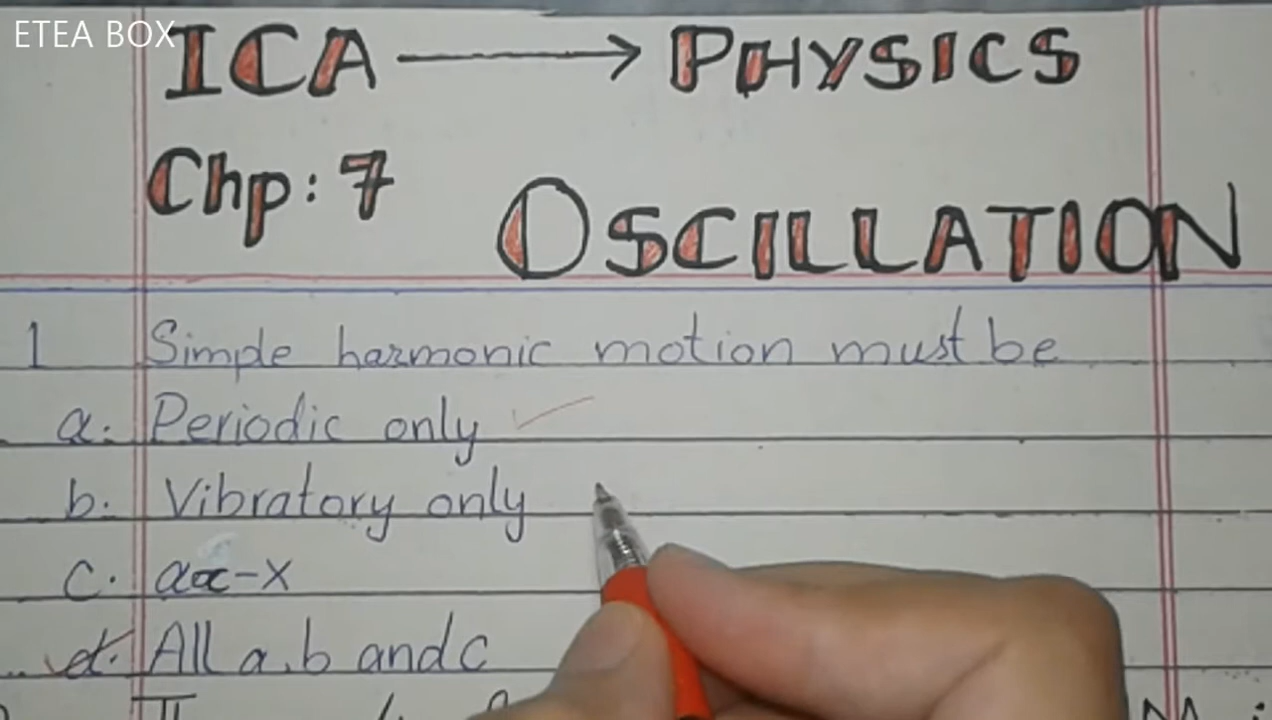 ETEA BOX
ICA → PHYSICS
Chp: 7
OSCILLATION
1 Simple harmonic motion must be
a. Periodic only ✓
b. Vibratory only
c. a∝-x
d. All a, b and c